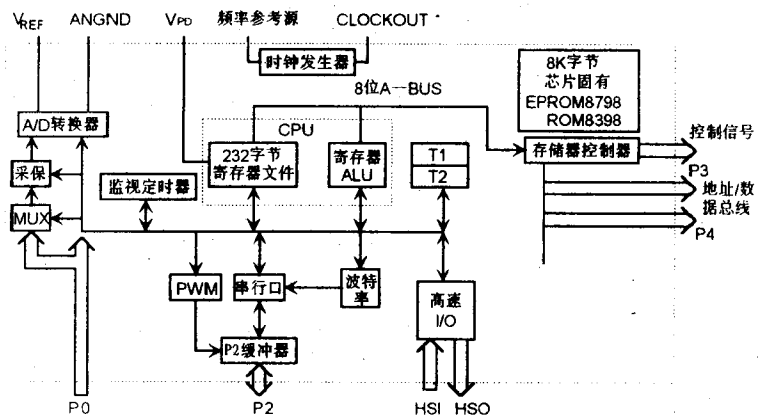 VREF ANGND VPD 频率参考源 CLOCKOUT
时钟发生器
8K字节
芯片固有
EPROM8798
ROM8398
8位A一BUS
A/D转换器
CPU
控制信号
232字节
寄存器文件
寄存器
ALU
T1
T2
存储器控制器
采保
监视定时器
P3
地址/数
据总线
P4
MUX
PWM
串行口
波特
率
高速
I/O
P2缓冲器
P0
P2
HSI
HSO